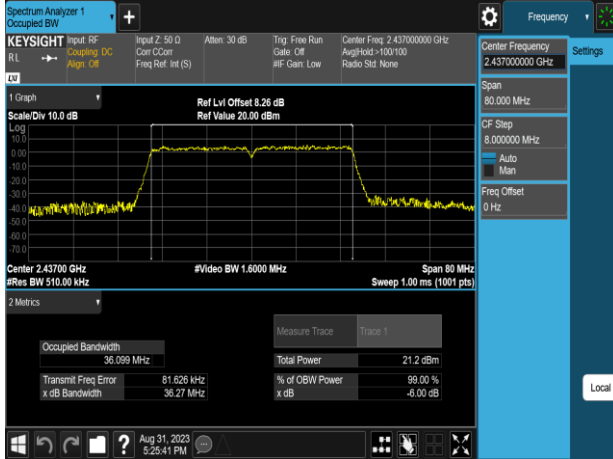 Spectrum Analyzer 1
Occupied BW
+
Frequency
KEYSIGHT
RL
LXI
Input: RF
Coupling: DC
Align: Off
Input Z: 50 Ω
Corr CCorr
Freq Ref: Int (S)
Atten: 30 dB
Trig: Free Run
Gate: Off
#IF Gain: Low
Center Freq: 2.437000000 GHz
Avg|Hold:>100/100
Radio Std: None
Center Frequency
2.437000000 GHz
Settings
Span
80.000 MHz
CF Step
8.000000 MHz
Auto
Man
Freq Offset
0 Hz
Local
1 Graph
Scale/Div 10.0 dB
Ref Lvl Offset 8.26 dB
Ref Value 20.00 dBm
Log
10.0
0.00
-10.0
-20.0
-30.0
-40.0
-50.0
-60.0
-70.0
Center 2.43700 GHz
#Video BW 1.6000 MHz
Span 80 MHz
#Res BW 510.00 kHz
Sweep 1.00 ms (1001 pts)
2 Metrics
Measure Trace
Trace 1
Occupied Bandwidth
36.099 MHz
Total Power
21.2 dBm
Transmit Freq Error
81.626 kHz
% of OBW Power
99.00 %
x dB Bandwidth
36.27 MHz
x dB
-6.00 dB
?
Aug 31, 2023
5:25:41 PM